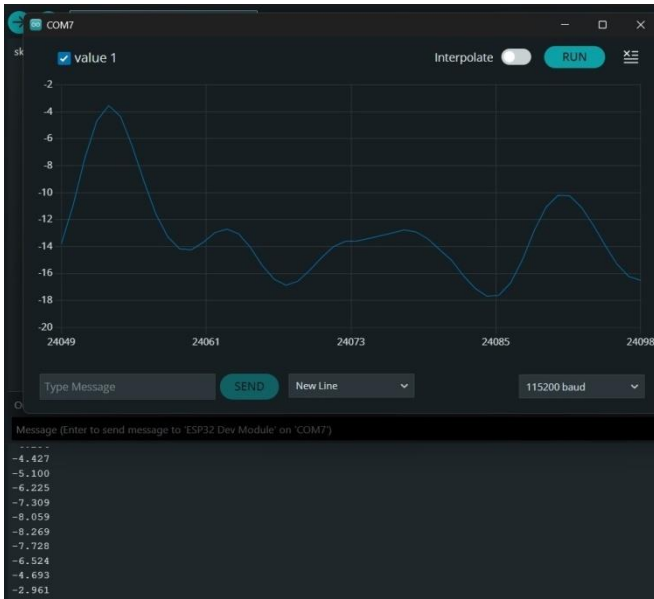 COM7
sk
value 1
Interpolate
RUN
-2
-4
-6
-8
-10
-12
-14
-16
-18
-20
24049
24061
24073
24085
24098
Type Message
SEND
New Line
115200 baud
O
Message (Enter to send message to 'ESP32 Dev Module' on 'COM7')
-4.427
-5.100
-6.225
-7.309
-8.059
-8.269
-7.728
-6.524
-4.693
-2.961